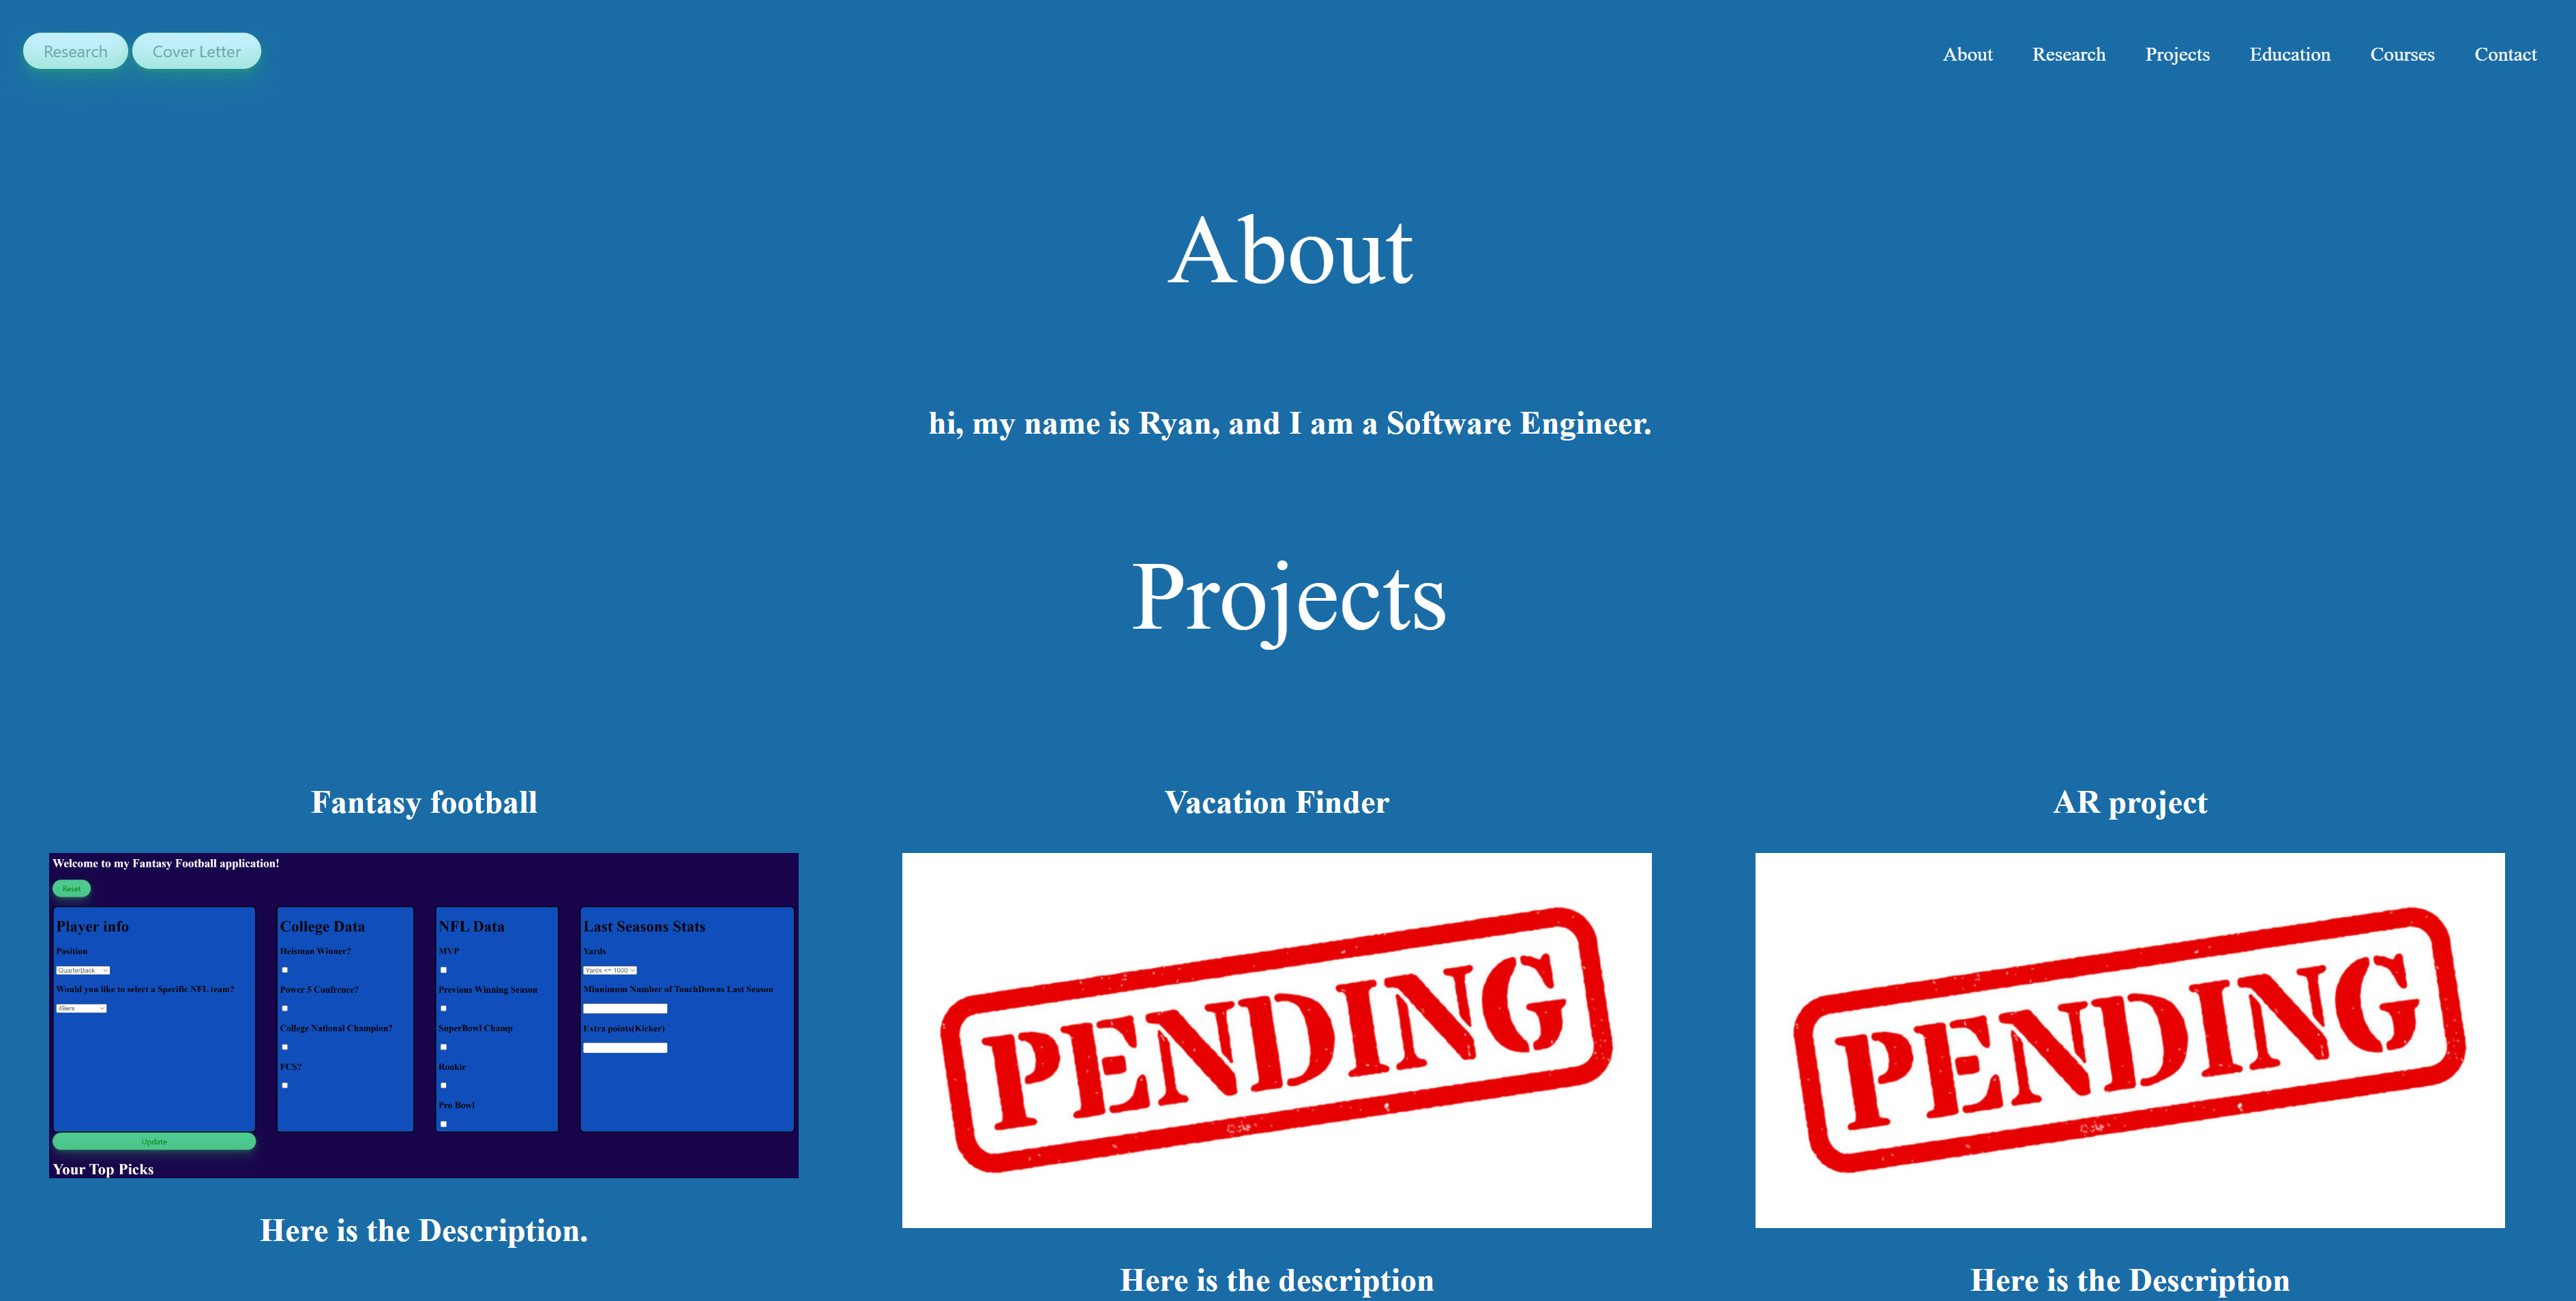 Research Cover Letter
About Research Projects Education Courses Contact
About
hi, my name is Ryan, and I am a Software Engineer.
Projects
Fantasy football
Welcome to my Fantasy Football application!
Reset
Player info
Position
QuarterBack
Would you like to select a Specific NFL team?
49ers
College Data
Heisman Winner?
Power 5 Confrence?
College National Champion?
FCS?
NFL Data
MVP
Previous Winning Season
SuperBowl Champ
Rookie
Pro Bowl
Last Seasons Stats
Yards
Yards <= 1000
Minnimum Number of TouchDowns Last Season
Extra points(Kicker)
Update
Your Top Picks
Here is the Description.
Vacation Finder
PENDING
Here is the description
AR project
PENDING
Here is the Description